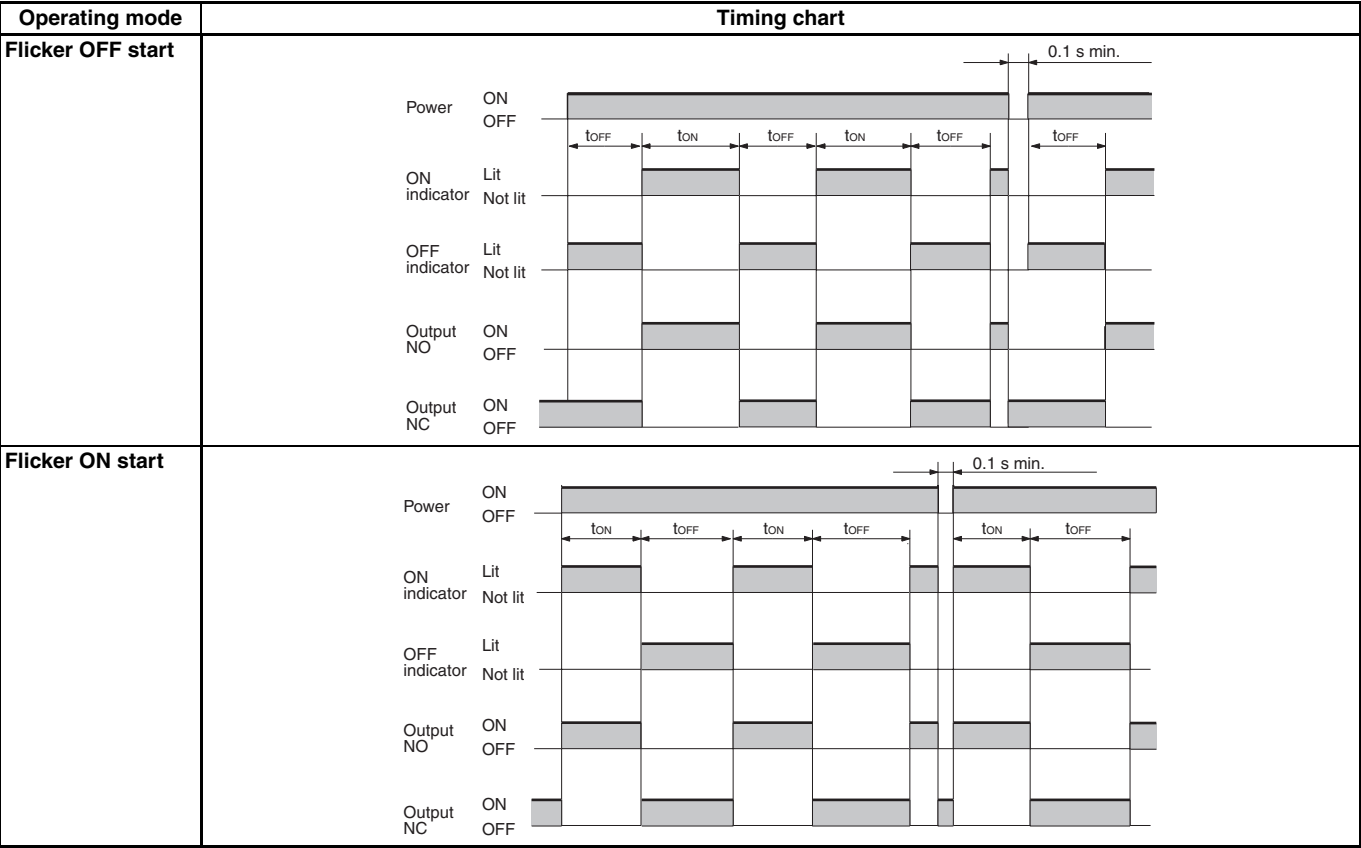 Operating mode
Timing chart
Flicker OFF start
0.1 s min.
Power
ON
OFF
tOFF
tON
tOFF
tON
tOFF
tOFF
ON
indicator
Lit
Not lit
OFF
indicator
Lit
Not lit
Output
NO
ON
OFF
Output
NC
ON
OFF
Flicker ON start
0.1 s min.
Power
ON
OFF
tON
tOFF
tON
tOFF
tON
tOFF
ON
indicator
Lit
Not lit
OFF
indicator
Lit
Not lit
Output
NO
ON
OFF
Output
NC
ON
OFF